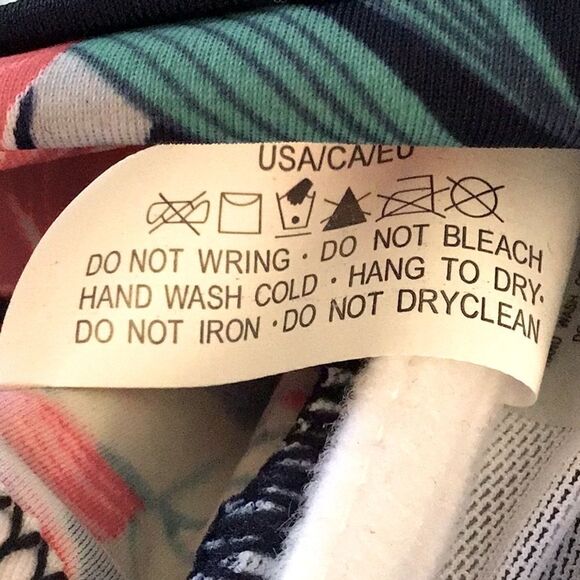 USA/CA/EU
DO NOT WRING · DO NOT BLEACH
HAND WASH COLD · HANG TO DRY·
DO NOT IRON ·DO NOT DRYCLEAN